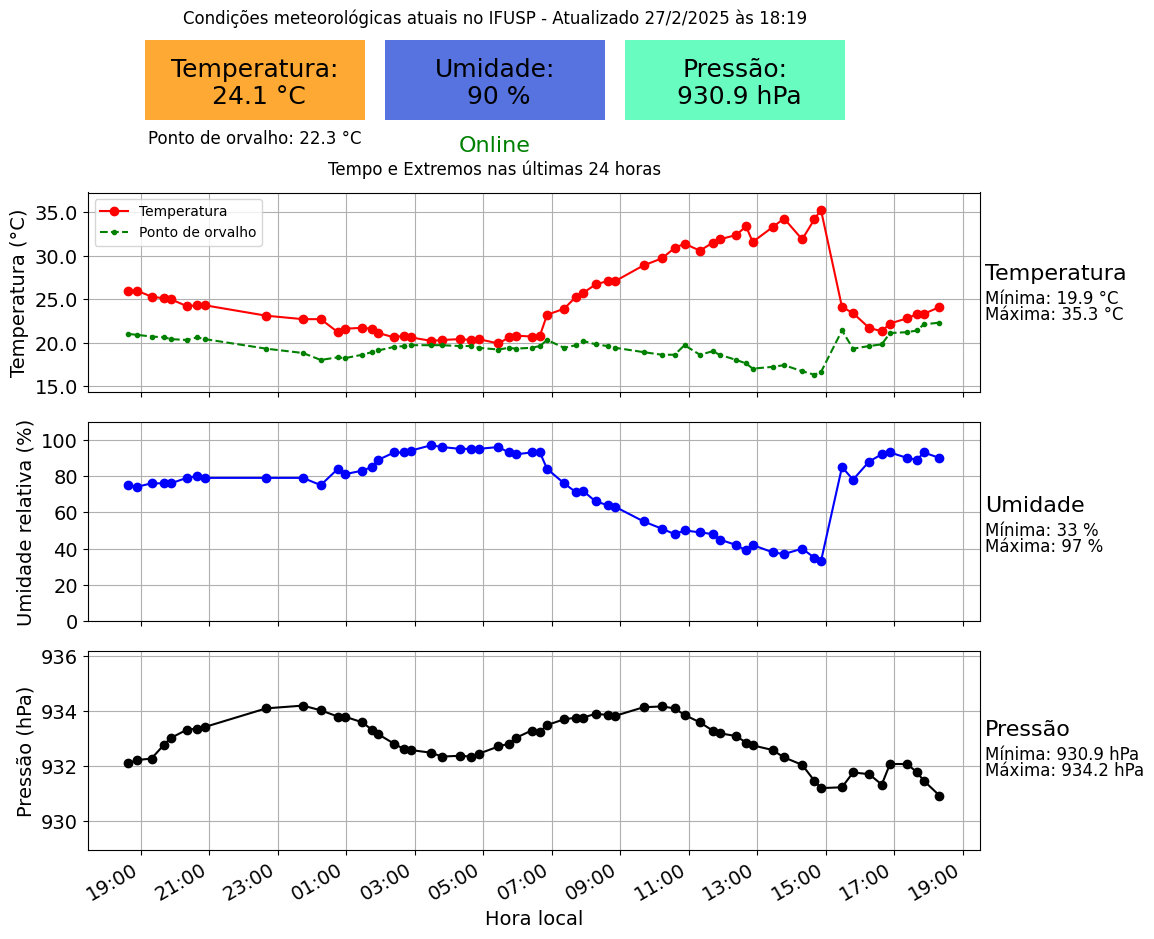 Condições meteorológicas atuais no IFUSP - Atualizado 27/2/2025 às 18:19
Temperatura:
24.1 °C
Umidade:
90 %
Pressão:
930.9 hPa
Ponto de orvalho: 22.3 °C
Online
Tempo e Extremos nas últimas 24 horas
Temperatura (°C)
35.0
30.0
25.0
20.0
15.0
Temperatura
Ponto de orvalho
Temperatura
Mínima: 19.9 °C
Máxima: 35.3 °C
Umidade relativa (%)
100
80
60
40
20
0
Umidade
Mínima: 33 %
Máxima: 97 %
Pressão (hPa)
936
934
932
930
Pressão
Mínima: 930.9 hPa
Máxima: 934.2 hPa
19:00 21:00 23:00 01:00 03:00 05:00 07:00 09:00 11:00 13:00 15:00 17:00 19:00
Hora local